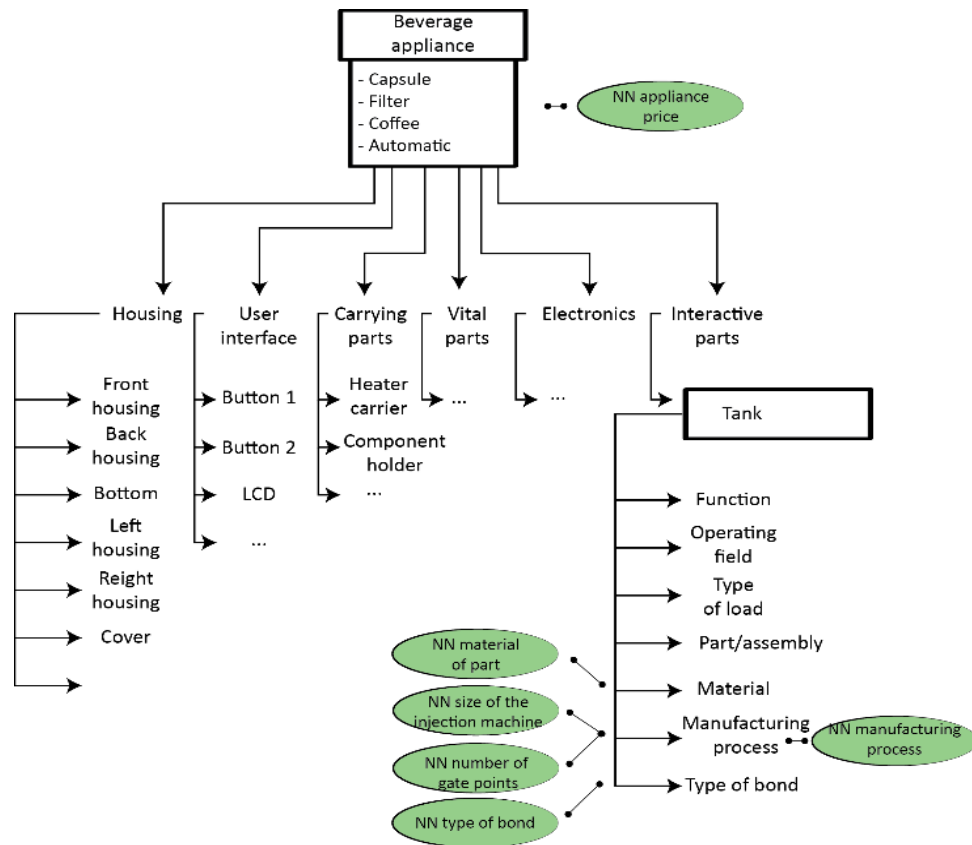 Beverage
appliance
- Capsule
- Filter
- Coffee
- Automatic
NN appliance
price
Housing
User
interface
Carrying
parts
Vital
parts
Electronics
Interactive
parts
Front
housing
Back
housing
Bottom
Left
housing
Reight
housing
Cover
Button 1
Button 2
LCD
...
Heater
carrier
Component
holder
...
...
...
Tank
Function
Operating
field
Type
of load
Part/assembly
Material
Manufacturing
process
Type of bond
NN material
of part
NN size of the
injection machine
NN number of
gate points
NN type of bond
NN manufacturing
process